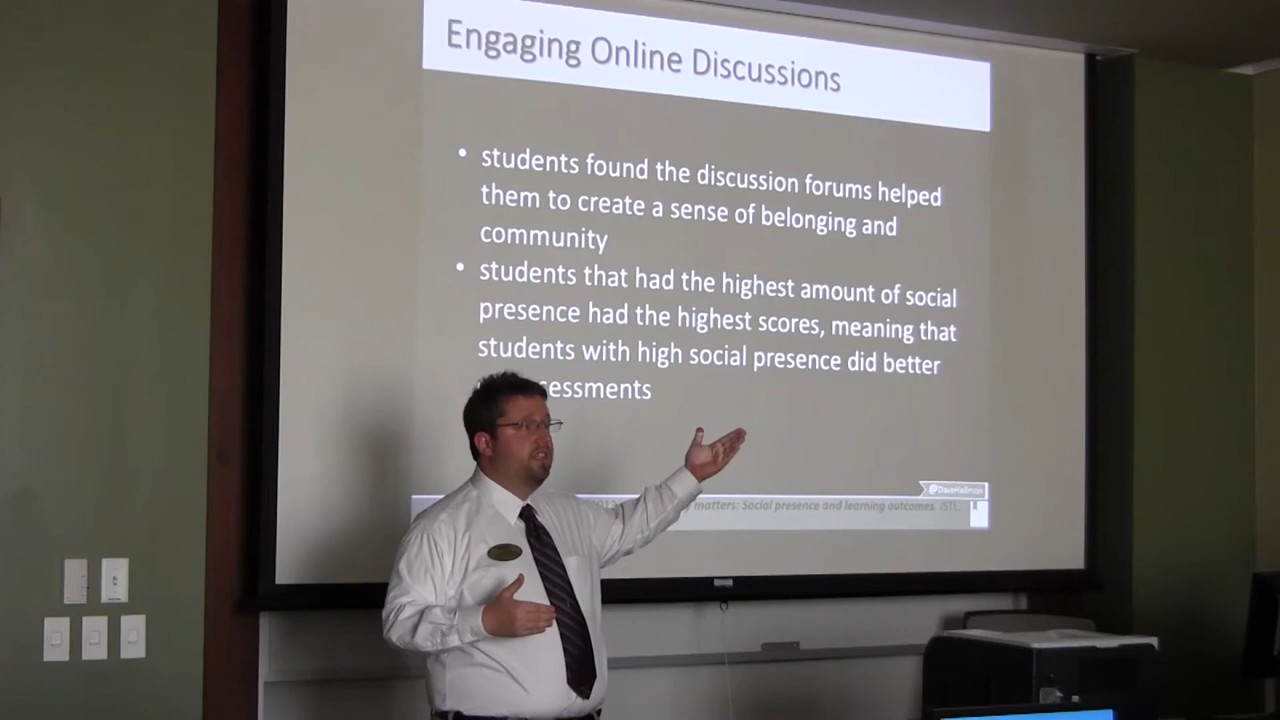 Engaging Online Discussions
• students found the discussion forums helped
them to create a sense of belonging and
community
• students that had the highest amount of social
presence had the highest scores, meaning that
students with high social presence did better
essments
@DaveHallmon
matters: Social presence and learning outcomes. iSTL.